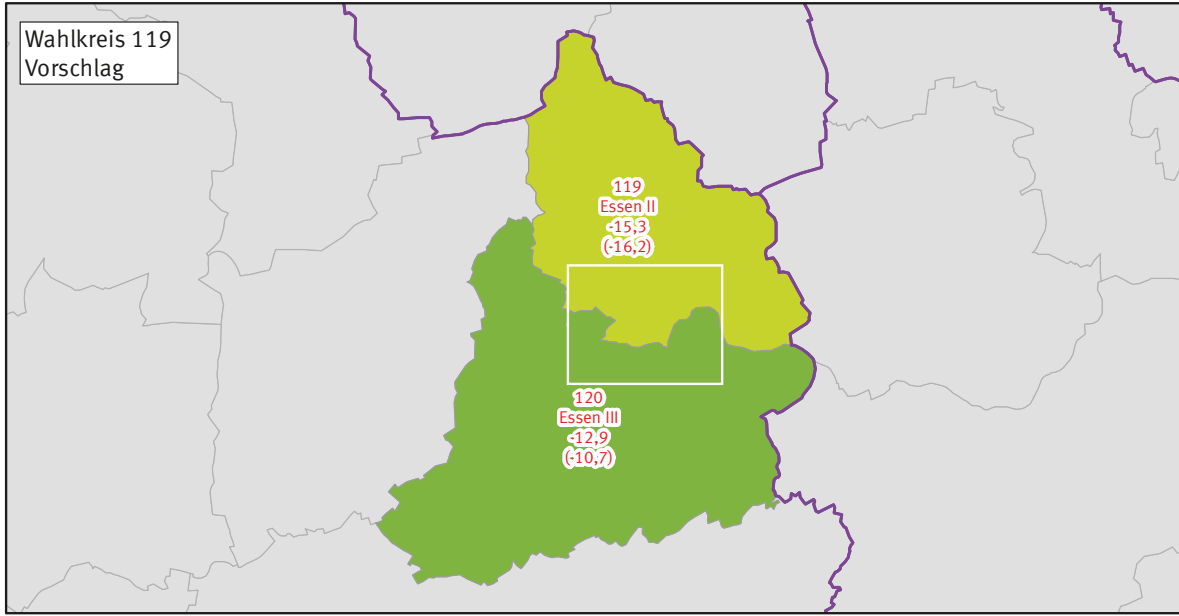 Wahlkreis 119
Vorschlag
119
Essen II
-15,3
(-16,2)
120
Essen III
-12,9
(-10,7)